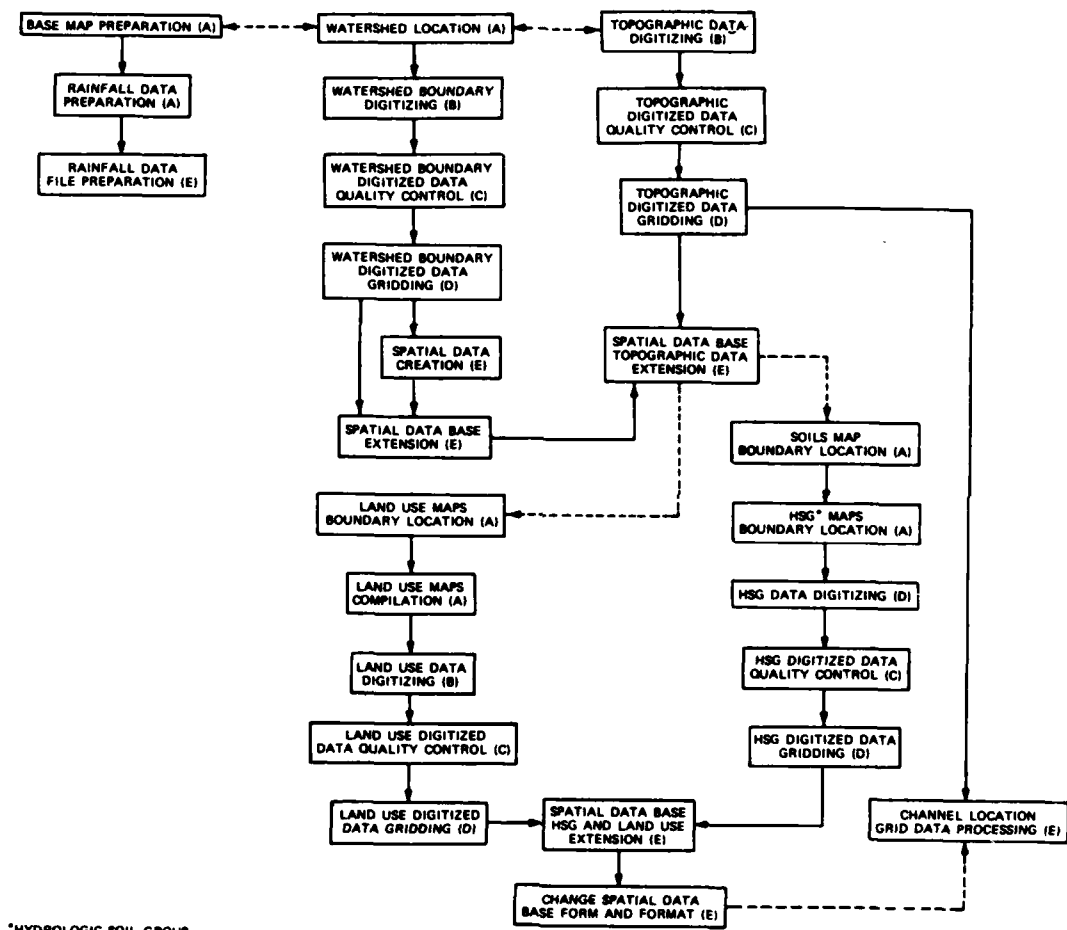 BASE MAP PREPARATION (A)
WATERSHED LOCATION (A)
TOPOGRAPHIC DATA
DIGITIZING (B)
RAINFALL DATA
PREPARATION (A)
WATERSHED BOUNDARY
DIGITIZING (B)
TOPOGRAPHIC
DIGITIZED DATA
QUALITY CONTROL (C)
RAINFALL DATA
FILE PREPARATION (E)
WATERSHED BOUNDARY
DIGITIZED DATA
QUALITY CONTROL (C)
TOPOGRAPHIC
DIGITIZED DATA
GRIDDING (D)
WATERSHED BOUNDARY
DIGITIZED DATA
GRIDDING (D)
SPATIAL DATA
CREATION (E)
SPATIAL DATA BASE
TOPOGRAPHIC DATA
EXTENSION (E)
SPATIAL DATA BASE
EXTENSION (E)
SOILS MAP
BOUNDARY LOCATION (A)
LAND USE MAPS
BOUNDARY LOCATION (A)
HSG* MAPS
BOUNDARY LOCATION (A)
LAND USE MAPS
COMPILATION (A)
HSG DATA DIGITIZING (D)
LAND USE DATA
DIGITIZING (B)
HSG DIGITIZED DATA
QUALITY CONTROL (C)
LAND USE DIGITIZED
DATA QUALITY CONTROL (C)
HSG DIGITIZED DATA
GRIDDING (D)
LAND USE DIGITIZED
DATA GRIDDING (D)
SPATIAL DATA BASE
HSG AND LAND USE
EXTENSION (E)
CHANNEL LOCATION
GRID DATA PROCESSING (E)
CHANGE SPATIAL DATA
BASE FORM AND FORMAT (E)
*HYDROLOGIC SOIL GROUP